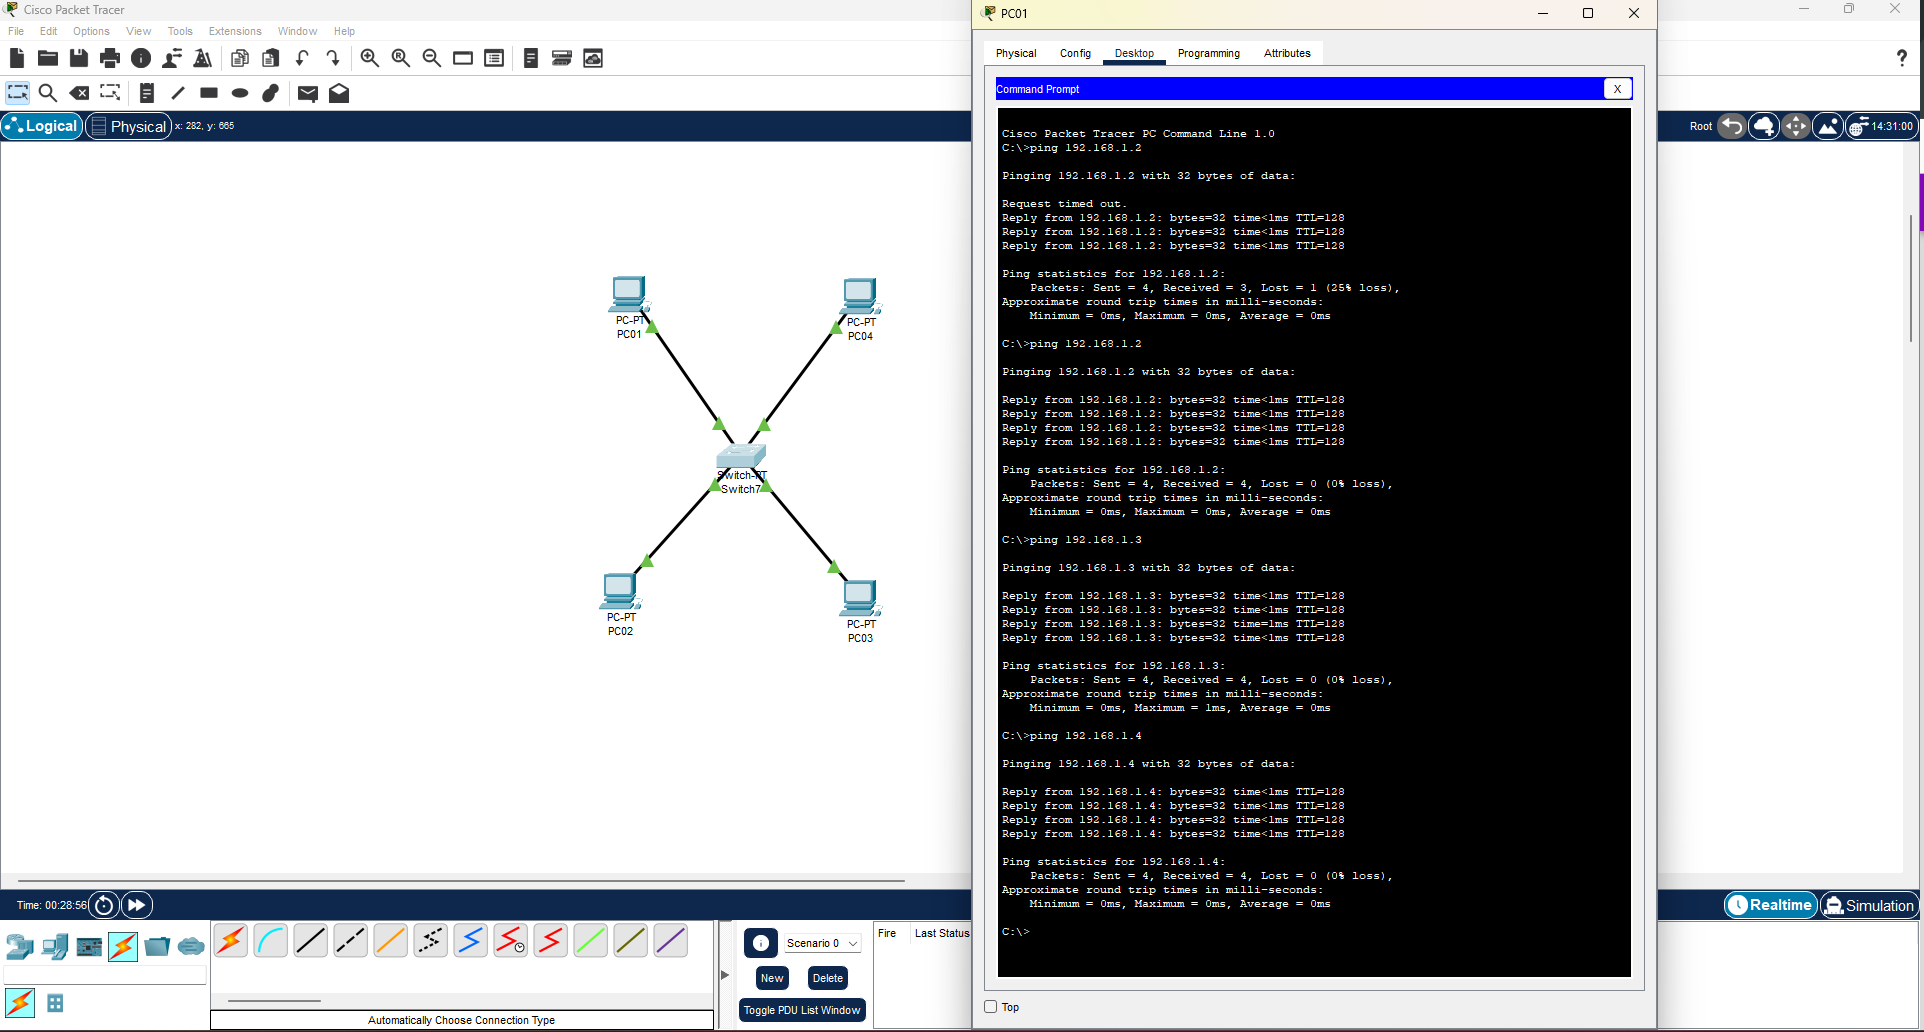 Cisco Packet Tracer
File Edit Options View Tools Extensions Window Help
Logical
Physical
x: 282, y: 665
Root
14:31:00
PC-PT
PC01
PC-PT
PC04
Switch-PT
Switch7
PC-PT
PC02
PC-PT
PC03
Time: 00:28:56
Realtime
Simulation
Automatically Choose Connection Type
Scenario 0
New
Delete
Toggle PDU List Window
Fire Last Status
PC01
Physical Config Desktop Programming Attributes
Command Prompt
X
Cisco Packet Tracer PC Command Line 1.0
C:\>ping 192.168.1.2
Pinging 192.168.1.2 with 32 bytes of data:
Request timed out.
Reply from 192.168.1.2: bytes=32 time<1ms TTL=128
Reply from 192.168.1.2: bytes=32 time<1ms TTL=128
Reply from 192.168.1.2: bytes=32 time<1ms TTL=128
Ping statistics for 192.168.1.2:
Packets: Sent = 4, Received = 3, Lost = 1 (25% loss),
Approximate round trip times in milli-seconds:
Minimum = 0ms, Maximum = 0ms, Average = 0ms
C:\>ping 192.168.1.2
Pinging 192.168.1.2 with 32 bytes of data:
Reply from 192.168.1.2: bytes=32 time<1ms TTL=128
Reply from 192.168.1.2: bytes=32 time<1ms TTL=128
Reply from 192.168.1.2: bytes=32 time<1ms TTL=128
Reply from 192.168.1.2: bytes=32 time<1ms TTL=128
Ping statistics for 192.168.1.2:
Packets: Sent = 4, Received = 4, Lost = 0 (0% loss),
Approximate round trip times in milli-seconds:
Minimum = 0ms, Maximum = 0ms, Average = 0ms
C:\>ping 192.168.1.3
Pinging 192.168.1.3 with 32 bytes of data:
Reply from 192.168.1.3: bytes=32 time<1ms TTL=128
Reply from 192.168.1.3: bytes=32 time<1ms TTL=128
Reply from 192.168.1.3: bytes=32 time=1ms TTL=128
Reply from 192.168.1.3: bytes=32 time<1ms TTL=128
Ping statistics for 192.168.1.3:
Packets: Sent = 4, Received = 4, Lost = 0 (0% loss),
Approximate round trip times in milli-seconds:
Minimum = 0ms, Maximum = 1ms, Average = 0ms
C:\>ping 192.168.1.4
Pinging 192.168.1.4 with 32 bytes of data:
Reply from 192.168.1.4: bytes=32 time<1ms TTL=128
Reply from 192.168.1.4: bytes=32 time<1ms TTL=128
Reply from 192.168.1.4: bytes=32 time<1ms TTL=128
Reply from 192.168.1.4: bytes=32 time<1ms TTL=128
Ping statistics for 192.168.1.4:
Packets: Sent = 4, Received = 4, Lost = 0 (0% loss),
Approximate round trip times in milli-seconds:
Minimum = 0ms, Maximum = 0ms, Average = 0ms
C:\>
Top